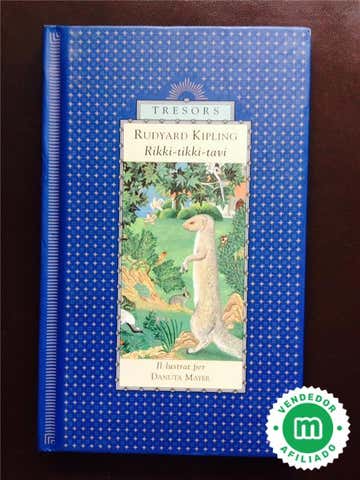 TRESORS
RUDYARD KIPLING
Rikki-tikki-tavi
Il·lustrat per
DANUTA MAYER
VENDEDOR
m
AFILIADO